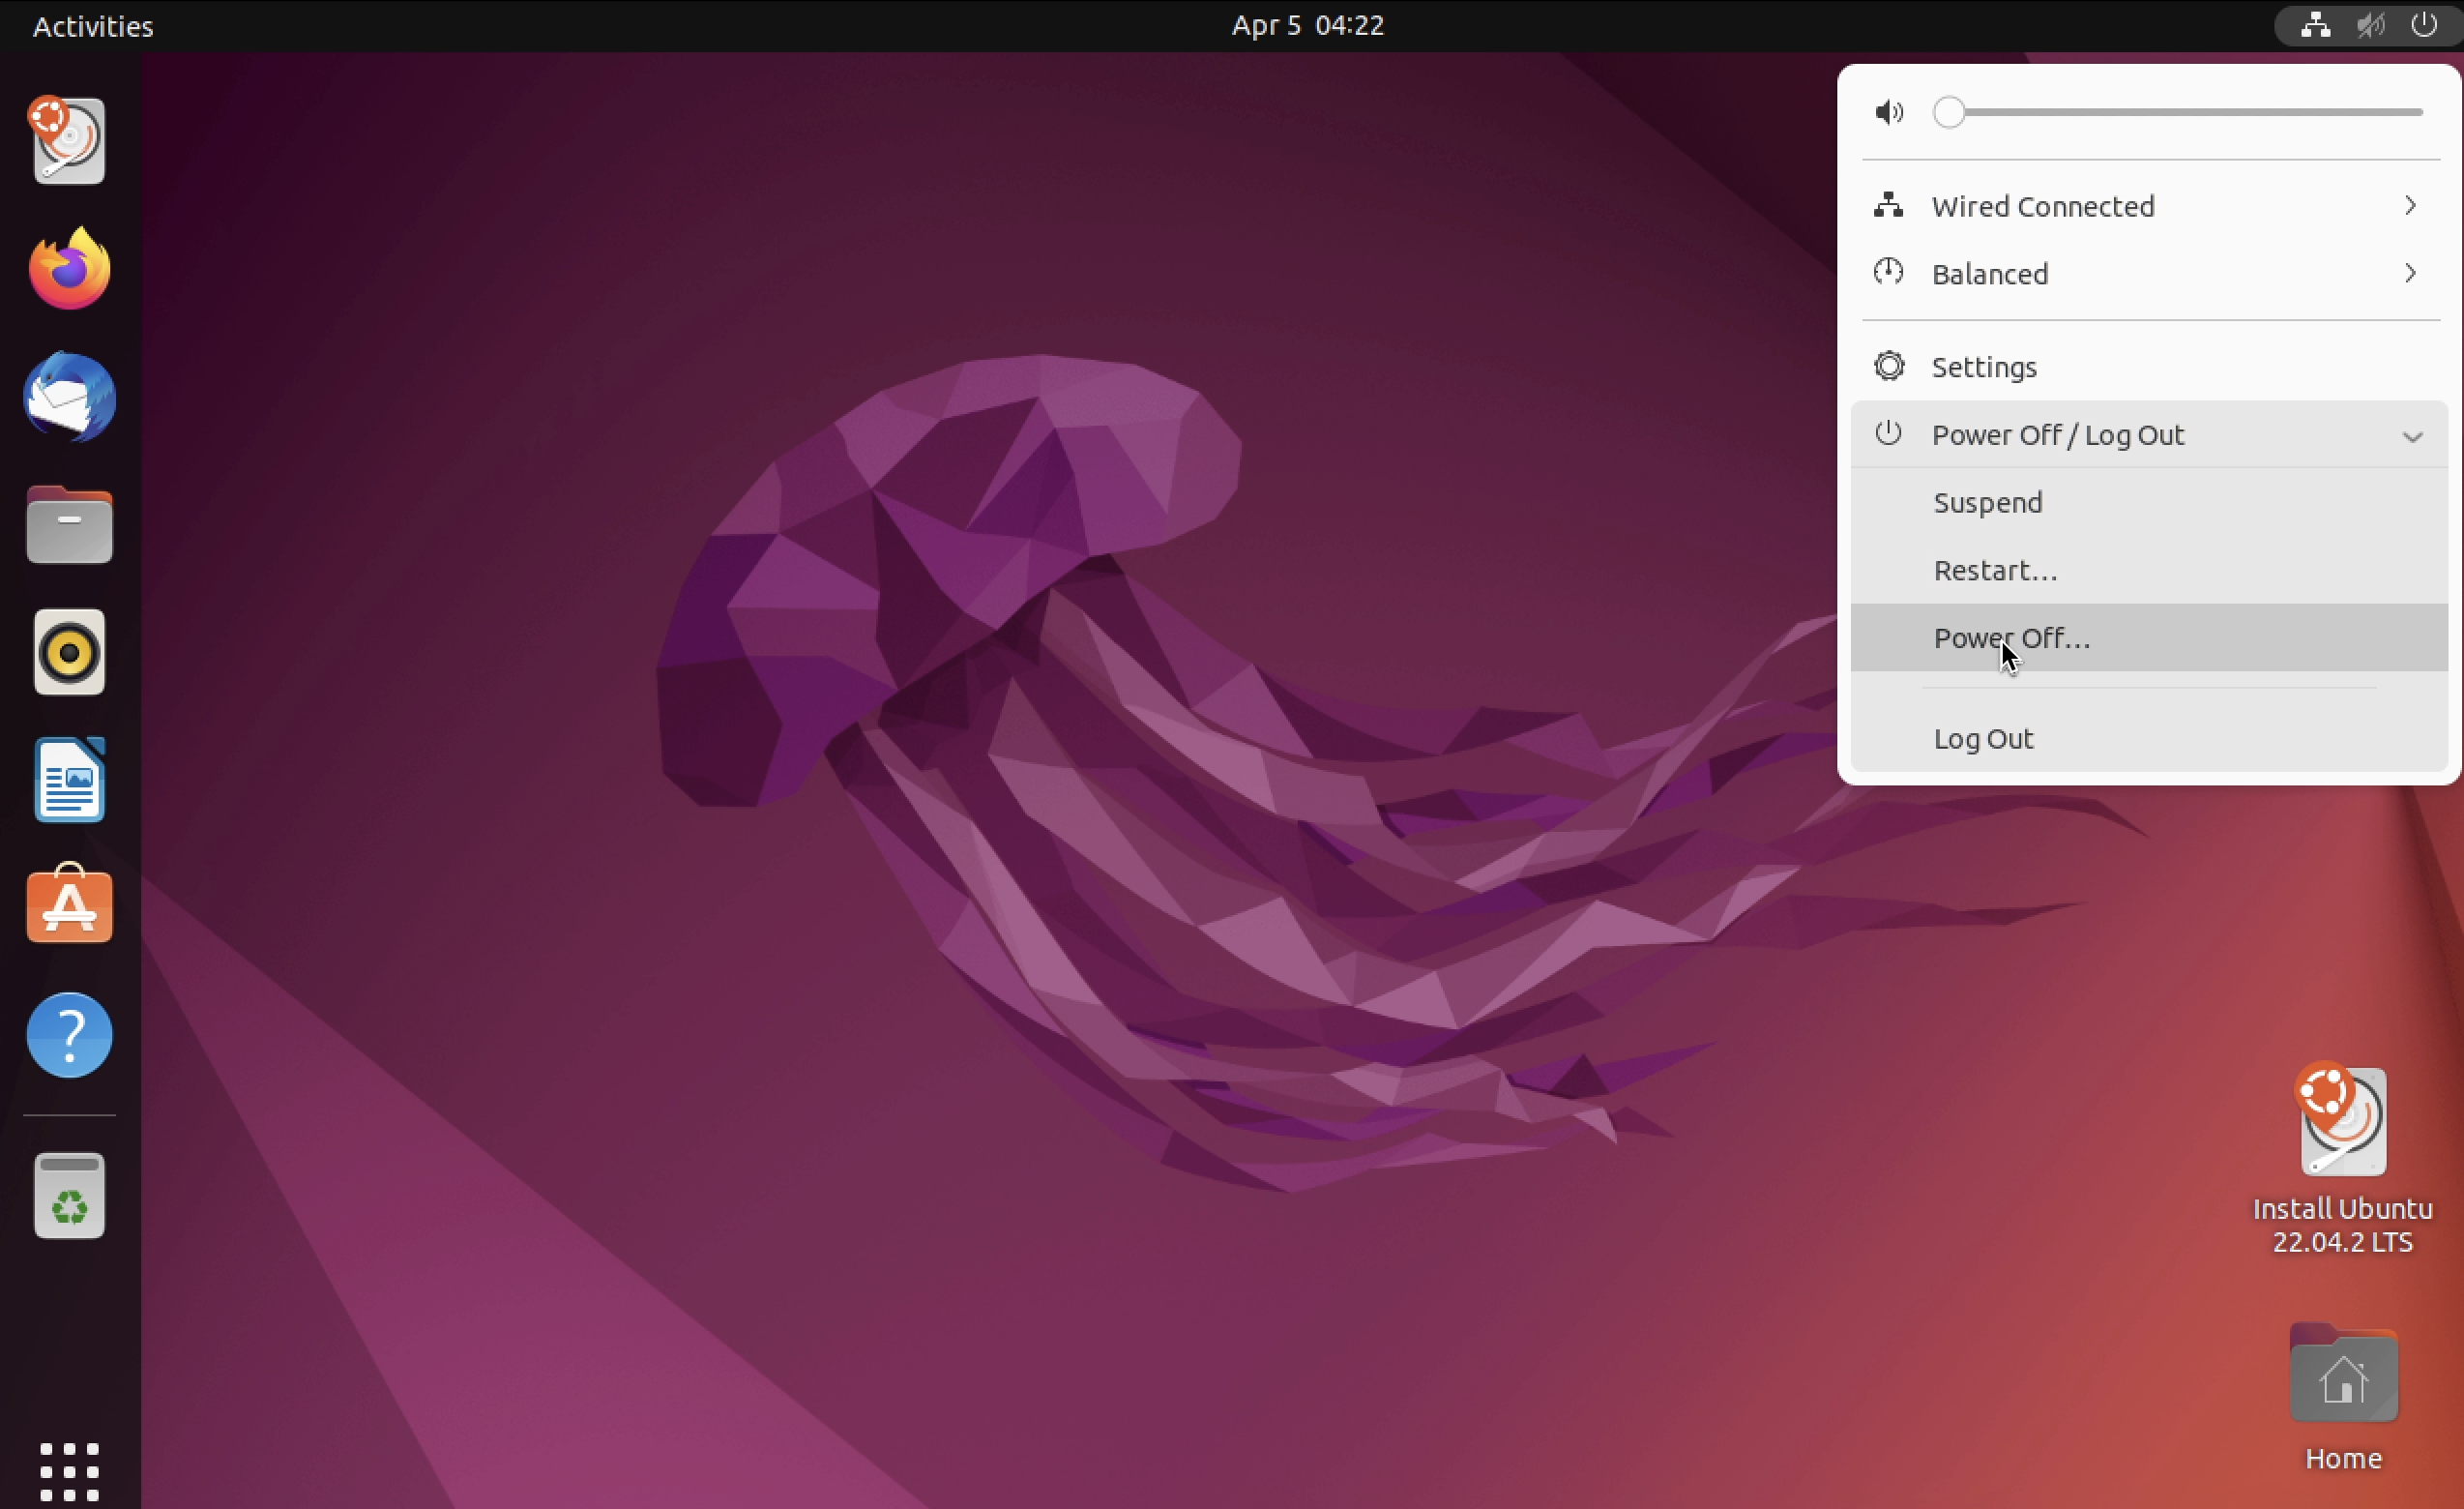 Activities
Apr 5 04:22
Wired Connected
Balanced
Settings
Power Off / Log Out
Suspend
Restart...
Power Off...
Log Out
Install Ubuntu
22.04.2 LTS
Home